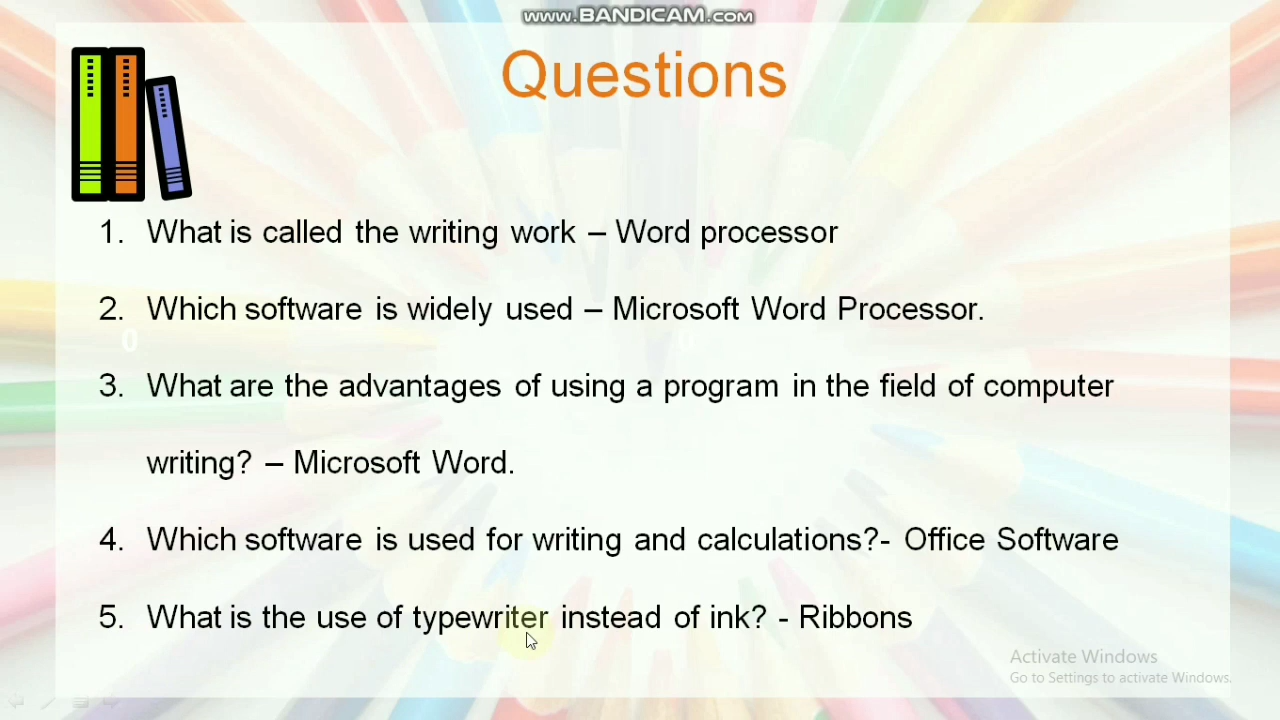 www.BANDICAM.com
Questions
1. What is called the writing work – Word processor
2. Which software is widely used – Microsoft Word Processor.
3. What are the advantages of using a program in the field of computer
writing? – Microsoft Word.
4. Which software is used for writing and calculations?- Office Software
5. What is the use of typewriter instead of ink? - Ribbons
Activate Windows
Go to Settings to activate Windows.